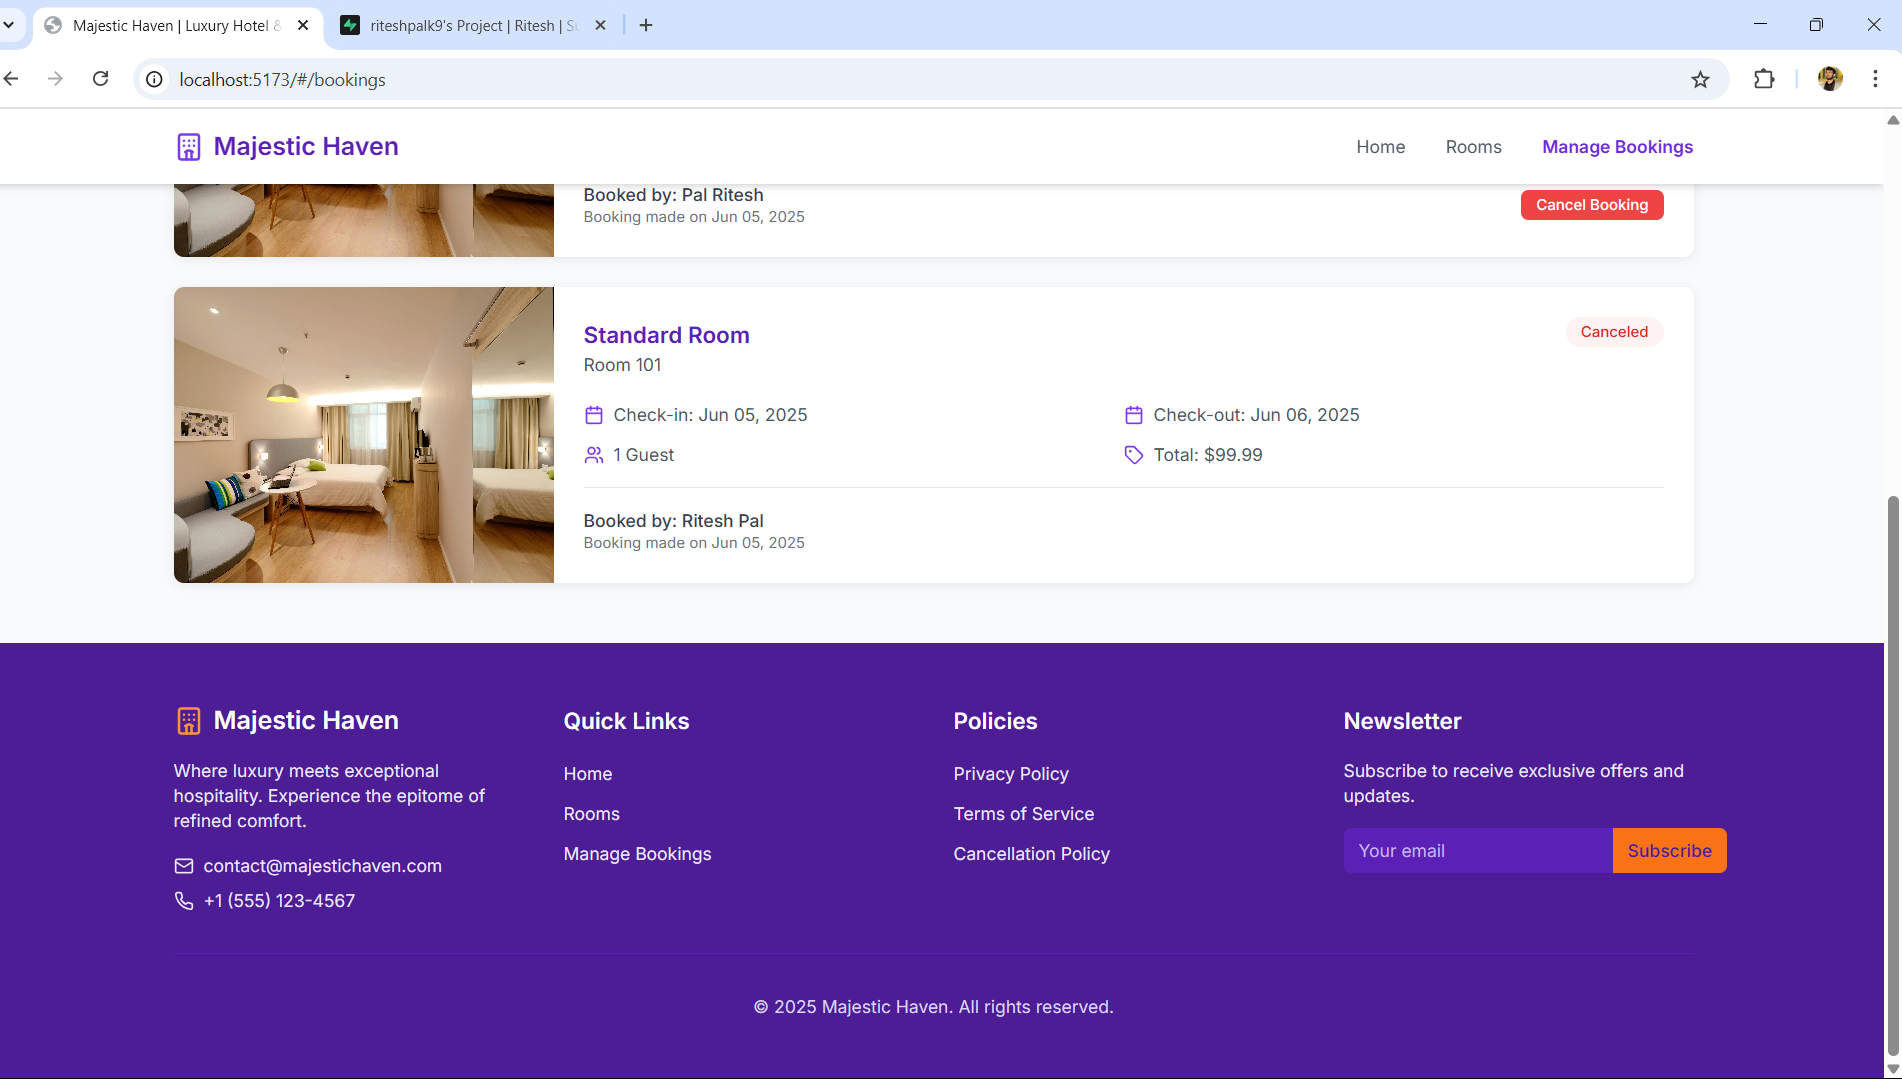 Majestic Haven | Luxury Hotel &
riteshpalk9's Project | Ritesh | Su
localhost:5173/#/bookings
Majestic Haven
Home
Rooms
Manage Bookings
Booked by: Pal Ritesh
Booking made on Jun 05, 2025
Cancel Booking
Standard Room
Canceled
Room 101
Check-in: Jun 05, 2025
Check-out: Jun 06, 2025
1 Guest
Total: $99.99
Booked by: Ritesh Pal
Booking made on Jun 05, 2025
Majestic Haven
Where luxury meets exceptional
hospitality. Experience the epitome of
refined comfort.
contact@majestichaven.com
+1 (555) 123-4567
Quick Links
Home
Rooms
Manage Bookings
Policies
Privacy Policy
Terms of Service
Cancellation Policy
Newsletter
Subscribe to receive exclusive offers and
updates.
Your email
Subscribe
© 2025 Majestic Haven. All rights reserved.